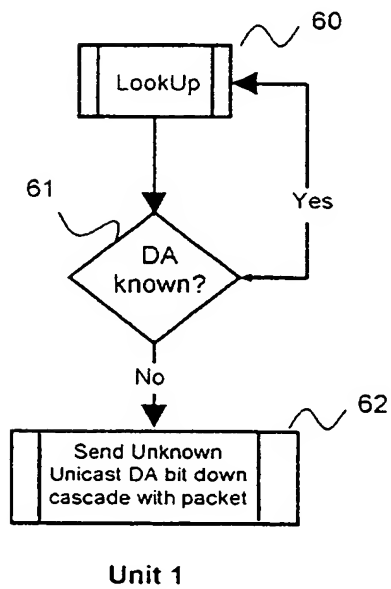 60
LookUp
Yes
61
DA
known?
No
62
Send Unknown
Unicast DA bit down
cascade with packet
Unit 1